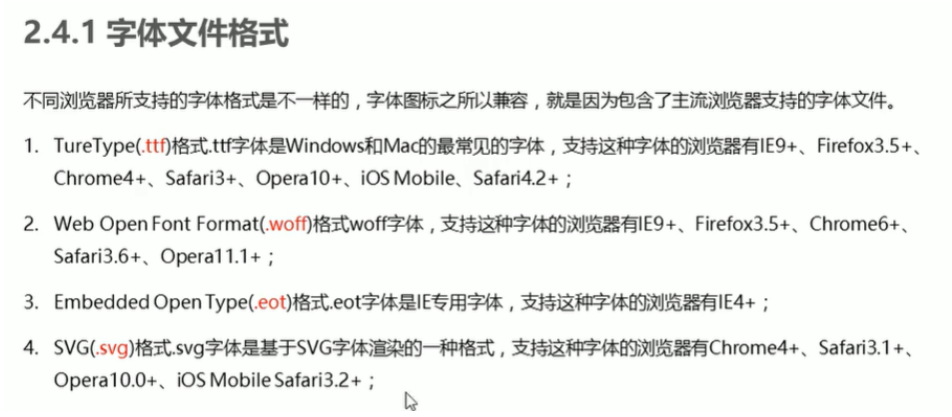 2.4.1 字体文件格式
不同浏览器所支持的字体格式是不一样的，字体图标之所以兼容，就是因为包含了主流浏览器支持的字体文件。
1. TureType(.ttf)格式.ttf字体是Windows和Mac的最常见的字体，支持这种字体的浏览器有IE9+、Firefox3.5+、
Chrome4+、Safari3+、Opera10+、iOS Mobile、Safari4.2+；
2. Web Open Font Format(.woff)格式woff字体，支持这种字体的浏览器有IE9+、Firefox3.5+、Chrome6+、
Safari3.6+、Opera11.1+；
3. Embedded Open Type(.eot)格式.eot字体是IE专用字体，支持这种字体的浏览器有IE4+；
4. SVG(.svg)格式.svg字体是基于SVG字体渲染的一种格式，支持这种字体的浏览器有Chrome4+、Safari3.1+、
Opera10.0+、iOS Mobile Safari3.2+；